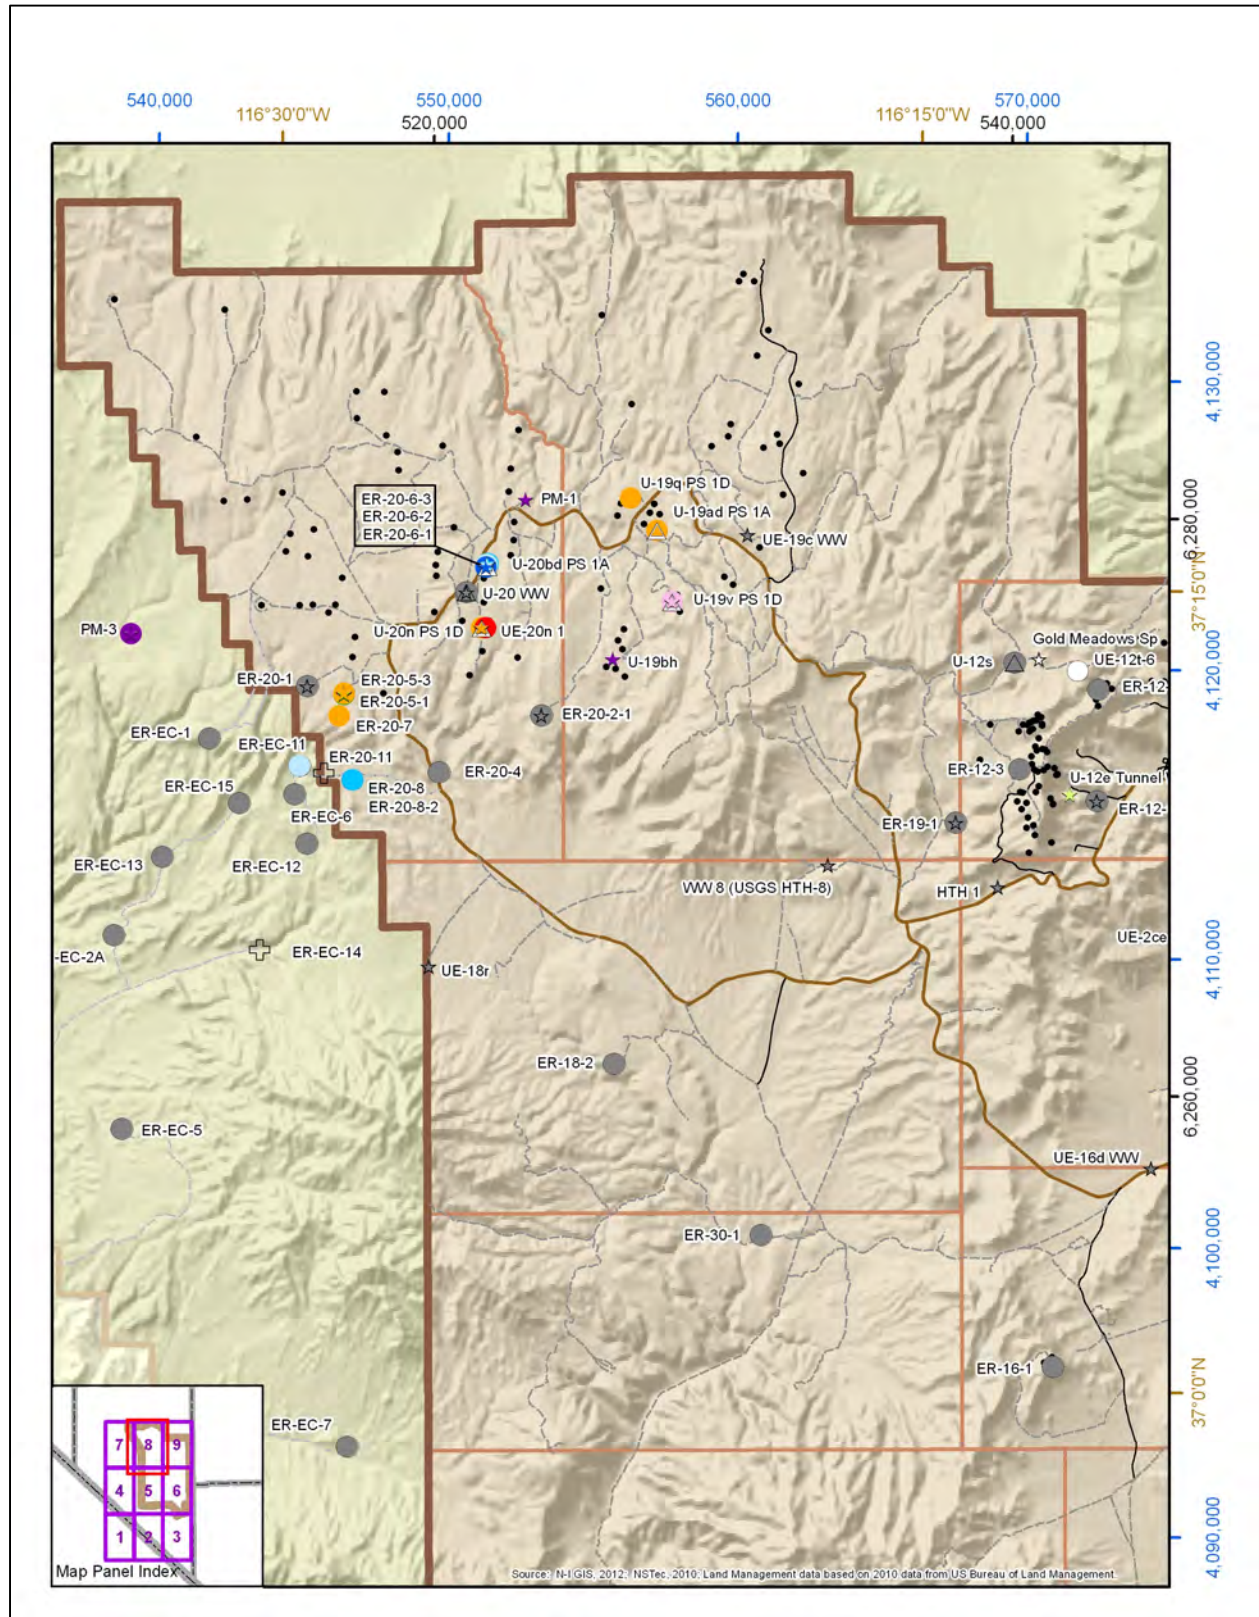 540,000
550,000
560,000
570,000
116°30'0"W
116°15'0"W
520,000
540,000
4,130,000
U-19q PS 1D
ER-20-6-3
ER-20-6-2
ER-20-6-1
PM-1
U-19ad PS 1A
6,280,000
UE-19c WW
U-20bd PS 1A
U-20 WW
U-19v PS 1D
37°15'0"N
PM-3
U-20n PS 1D
UE-20n 1
Gold Meadows Sp
U-12s
UE-12t-6
U-19bh
4,120,000
ER-20-1
ER-20-5-3
ER-20-5-1
ER-12-
ER-20-7
ER-20-2-1
ER-EC-1
ER-EC-11
ER-20-11
ER-20-4
ER-12-3
U-12e Tunnel
ER-EC-15
ER-20-8
ER-20-8-2
ER-12-
ER-EC-6
ER-19-1
ER-EC-13
ER-EC-12
WW 8 (USGS HTH-8)
HTH 1
UE-2ce
-EC-2A
ER-EC-14
UE-18r
4,110,000
ER-18-2
6,260,000
ER-EC-5
UE-16d WW
ER-30-1
4,100,000
ER-16-1
37°0'0"N
ER-EC-7
7 8 9
4 5 6
1 2 3
Map Panel Index
4,090,000
Source: N-I GIS, 2012; NSTec, 2010; Land Management data based on 2010 data from US Bureau of Land Management.